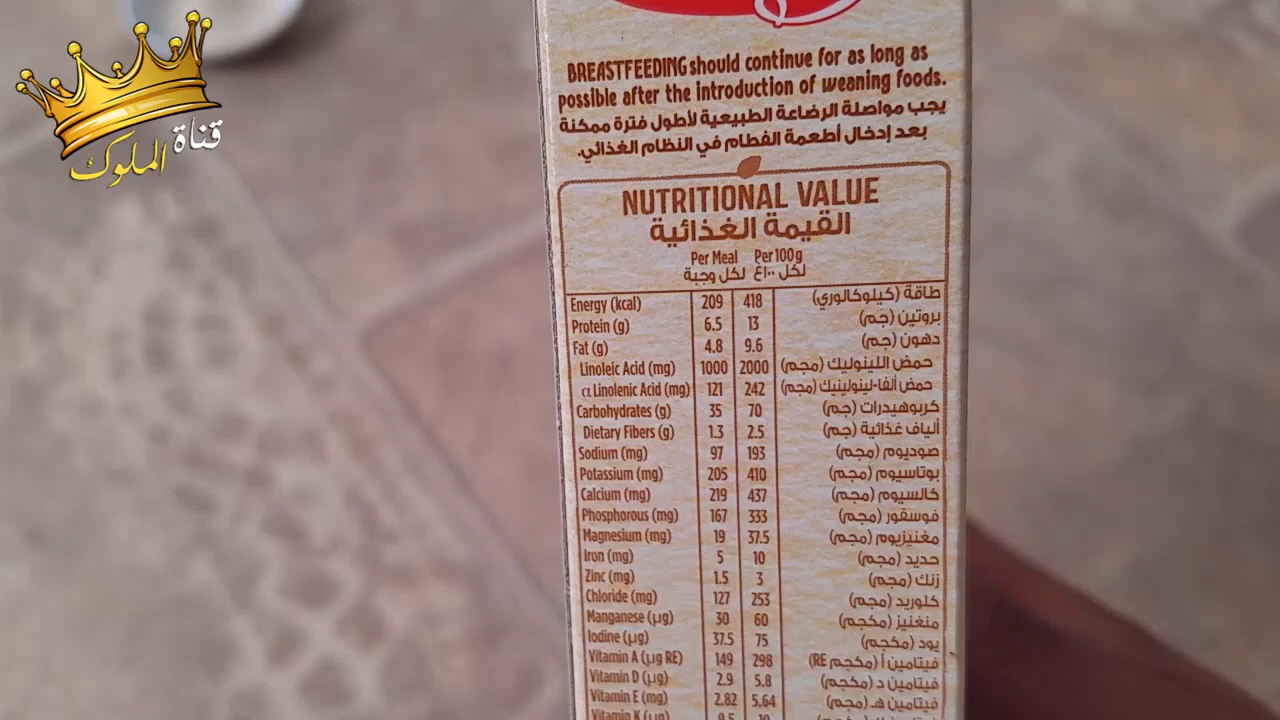 قناة
الملوك
BREASTFEEDING should continue for as long as
possible after the introduction of weaning foods.
يجب مواصلة الرضاعة الطبيعية لأطول فترة ممكنة
بعد إدخال أطعمة الفطام في النظام الغذائي.
NUTRITIONAL VALUE
القيمة الغذائية
Per Meal Per 100g
لكل وجبة لكل ١٠٠غ
Energy (kcal) 209 418 طاقة (كيلوكالوري)
Protein (g) 6.5 13 بروتين (جم)
Fat (g) 4.8 9.6 دهون (جم)
Linoleic Acid (mg) 1000 2000 حمض اللينوليك (مجم)
α Linolenic Acid (mg) 121 242 حمض ألفا-لينولينيك (مجم)
Carbohydrates (g) 35 70 كربوهيدرات (جم)
Dietary Fibers (g) 1.3 2.5 ألياف غذائية (جم)
Sodium (mg) 97 193 صوديوم (مجم)
Potassium (mg) 205 410 بوتاسيوم (مجم)
Calcium (mg) 219 437 كالسيوم (مجم)
Phosphorous (mg) 167 333 فوسفور (مجم)
Magnesium (mg) 19 37.5 مغنيزيوم (مجم)
Iron (mg) 5 10 حديد (مجم)
Zinc (mg) 1.5 3 زنك (مجم)
Chloride (mg) 127 253 كلوريد (مجم)
Manganese (µg) 30 60 منغنيز (مكجم)
Iodine (µg) 37.5 75 يود (مكجم)
Vitamin A (µg RE) 149 298 فيتامين أ (مكجم RE)
Vitamin D (µg) 2.9 5.8 فيتامين د (مكجم)
Vitamin E (mg) 2.82 5.64 فيتامين هـ (مجم)
Vitamin K (µg)